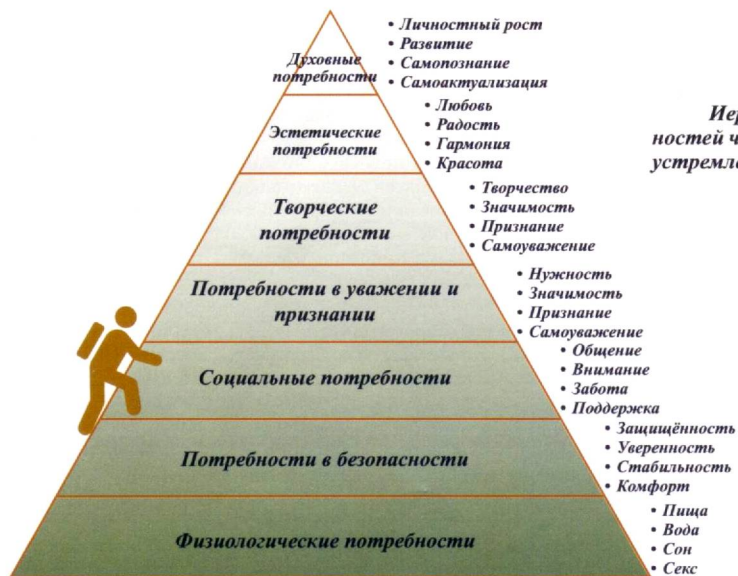 Духовные
потребности
• Личностный рост
• Развитие
• Самопознание
• Самоактуализация
Эстетические
потребности
• Любовь
• Радость
• Гармония
• Красота
Творческие
потребности
• Творчество
• Значимость
• Признание
• Самоуважение
Потребности в уважении и
признании
• Нужность
• Значимость
• Признание
• Самоуважение
Социальные потребности
• Общение
• Внимание
• Забота
• Поддержка
Потребности в безопасности
• Защищённость
• Уверенность
• Стабильность
• Комфорт
Физиологические потребности
• Пища
• Вода
• Сон
• Секс
ностей